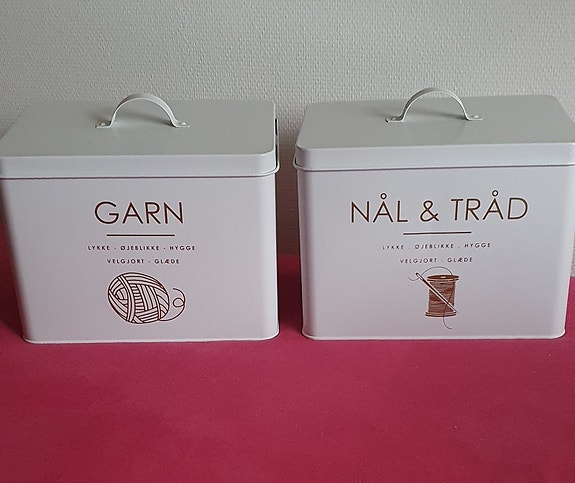 GARN
LYKKE · ØJEBLIKKE · HYGGE
VELGJORT · GLÆDE
NÅL & TRÅD
LYKKE · ØJEBLIKKE · HYGGE
VELGJORT · GLÆDE